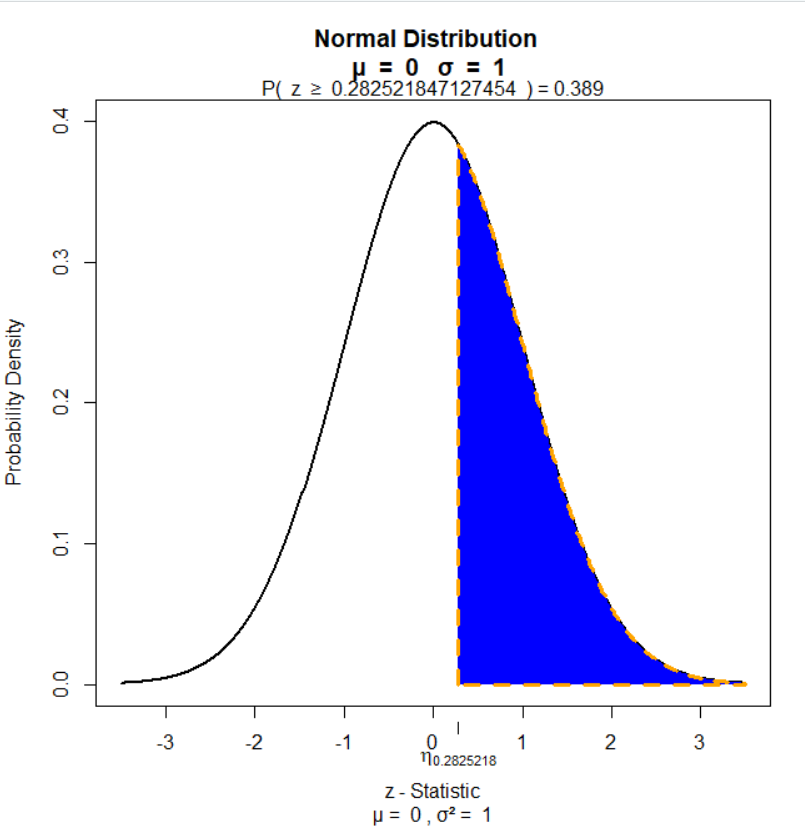 Normal Distribution
μ = 0 σ = 1
P( z ≥ 0.282521847127454 ) = 0.389
Probability Density
0.4
0.3
0.2
0.1
0.0
-3 -2 -1 0 1 2 3
η0.2825218
z - Statistic
μ = 0 , σ² = 1